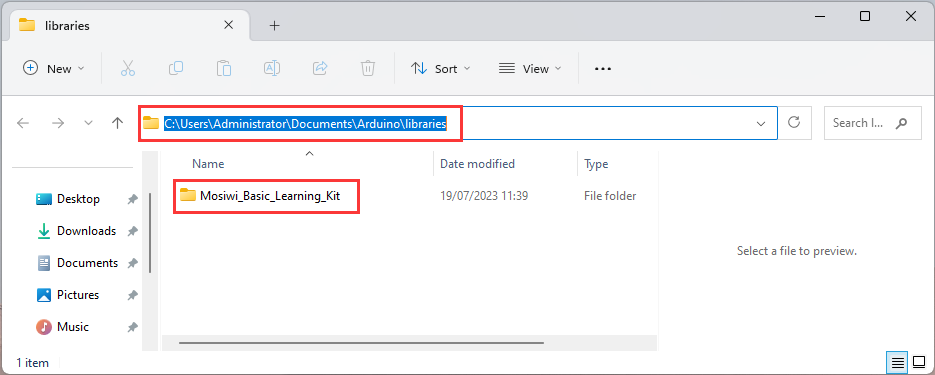 libraries
New
Sort
View
C:\Users\Administrator\Documents\Arduino\libraries
Search l...
Name
Date modified
Type
Mosiwi_Basic_Learning_Kit
19/07/2023 11:39
File folder
Desktop
Downloads
Documents
Pictures
Music
Select a file to preview.
1 item